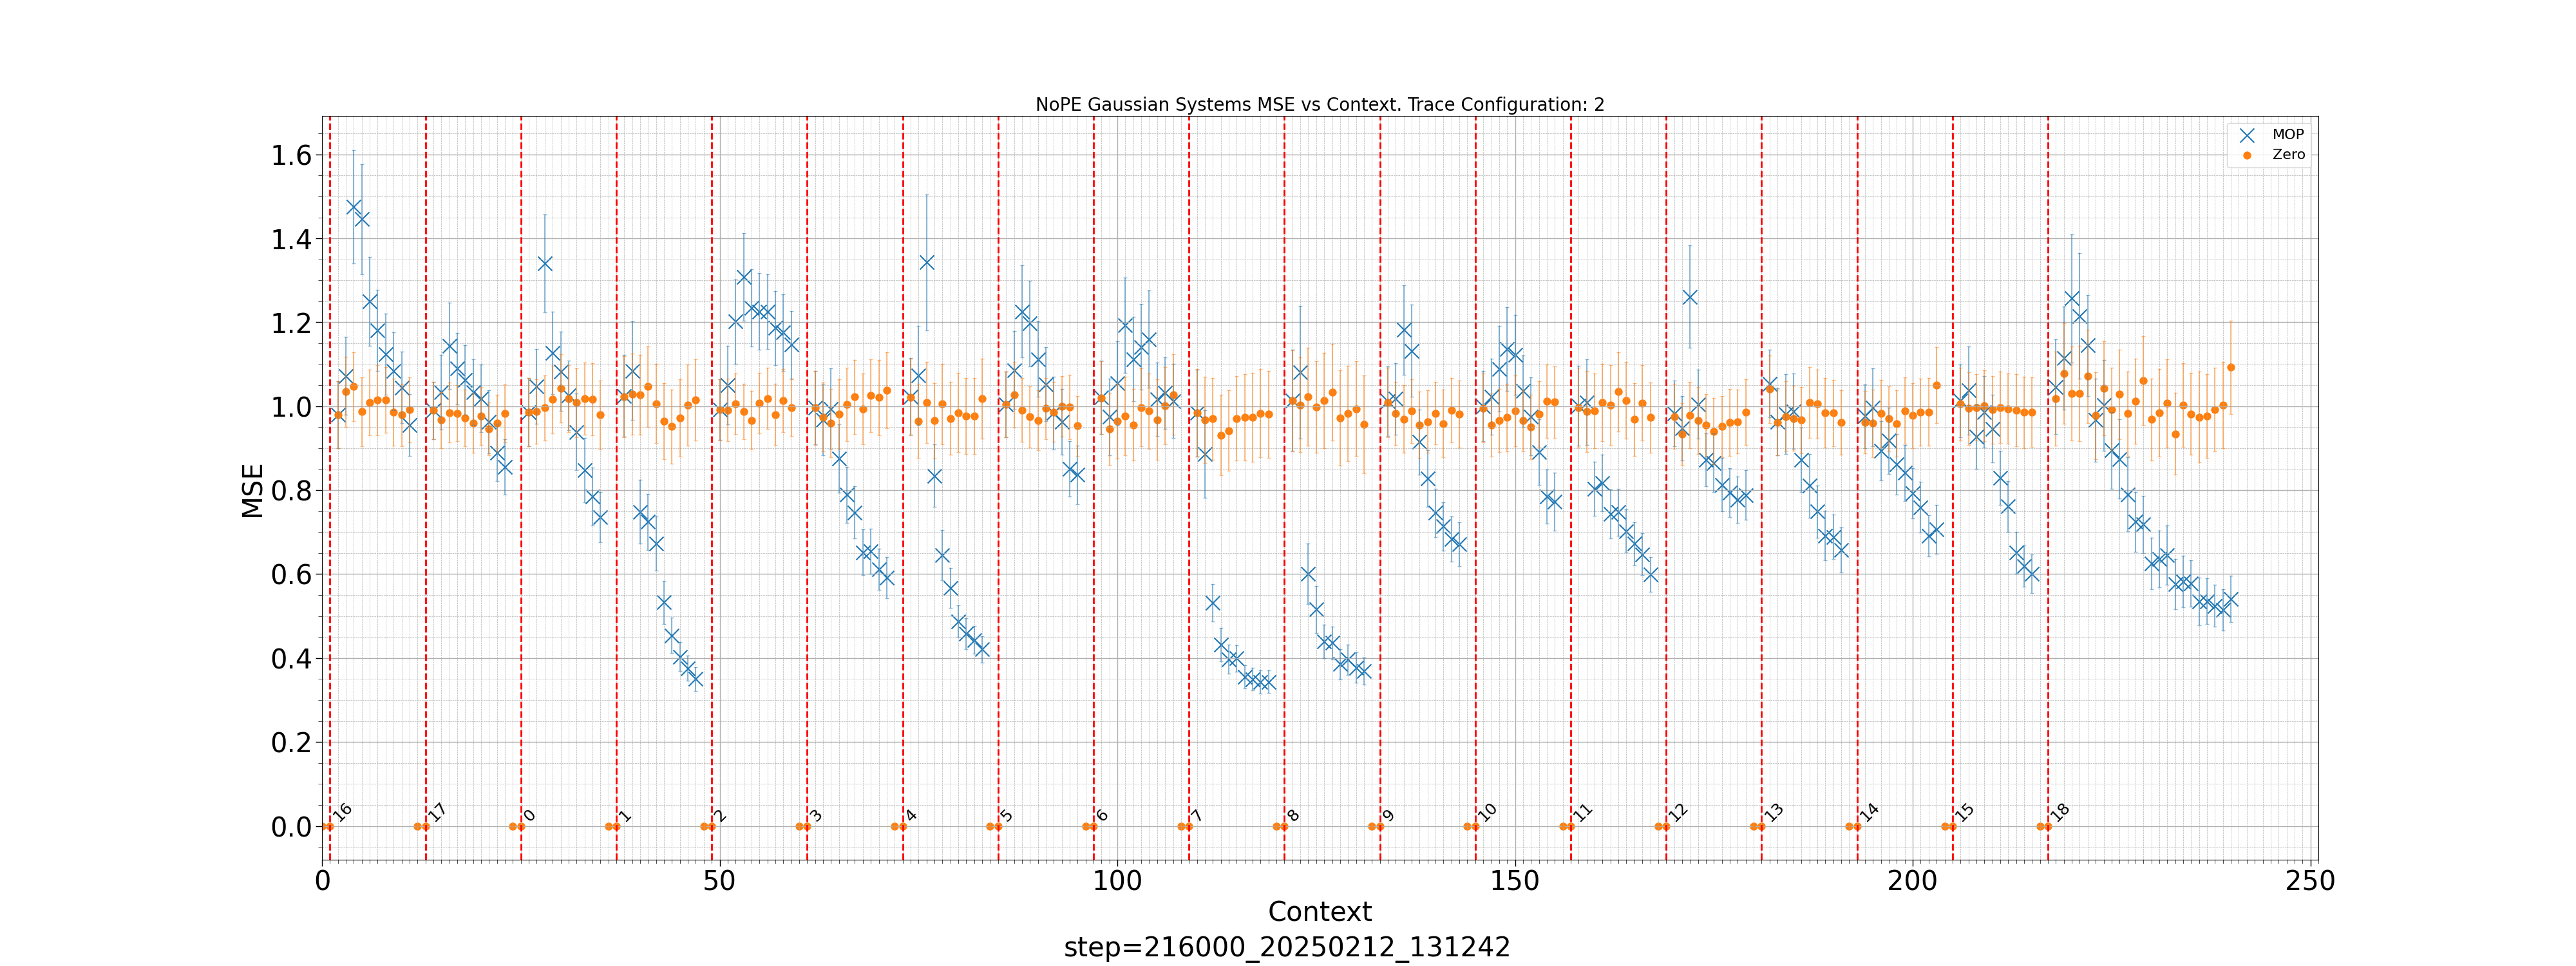 NoPE Gaussian Systems MSE vs Context. Trace Configuration: 2
MOP
Zero
1.6
1.4
1.2
1.0
0.8
0.6
0.4
0.2
0.0
MSE
16 17 0 1 2 3 4 5 6 7 8 9 10 11 12 13 14 15 18
0 50 100 150 200 250
Context
step=216000_20250212_131242